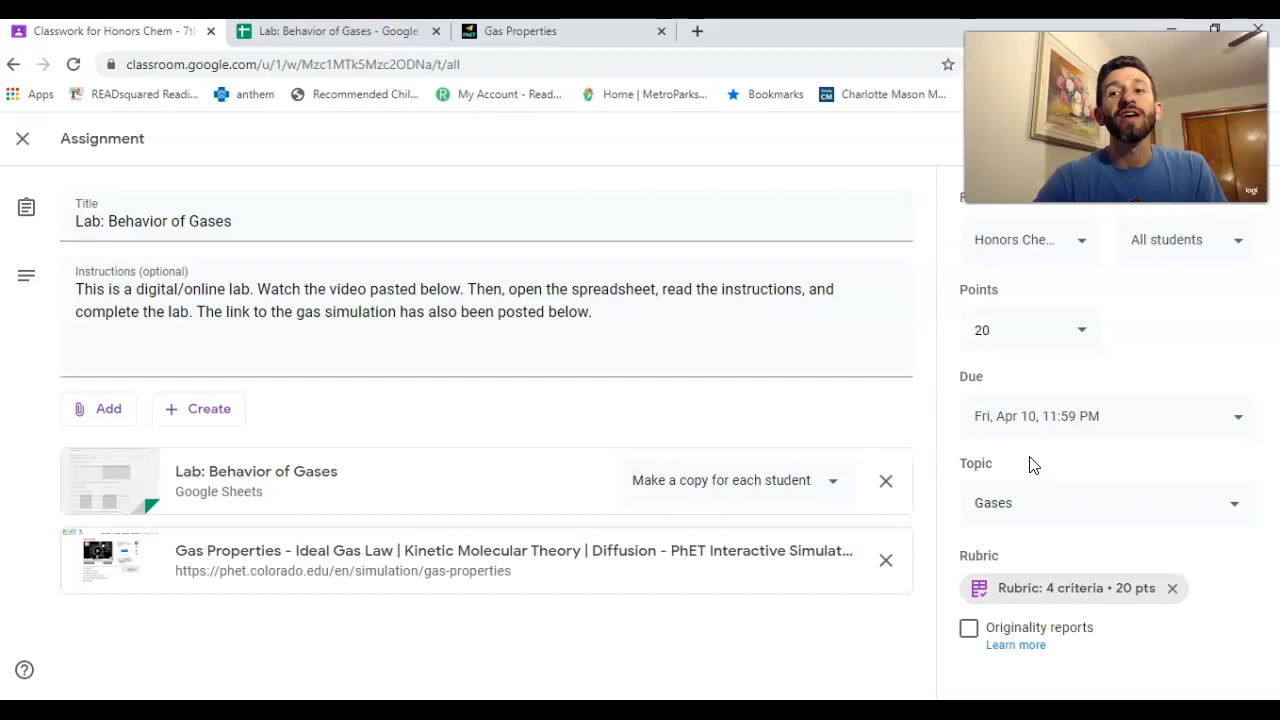 Classwork for Honors Chem - 7th
Lab: Behavior of Gases - Google
Gas Properties
classroom.google.com/u/1/w/Mzc1MTk5Mzc2ODNa/t/all
Apps
READsquared Readi...
anthem
Recommended Chil...
My Account - Read...
Home | MetroParks...
Bookmarks
Charlotte Mason M...
logi
Assignment
Title
Lab: Behavior of Gases
Instructions (optional)
This is a digital/online lab. Watch the video pasted below. Then, open the spreadsheet, read the instructions, and
complete the lab. The link to the gas simulation has also been posted below.
Add
Create
Lab: Behavior of Gases
Google Sheets
Make a copy for each student
Gas Properties - Ideal Gas Law | Kinetic Molecular Theory | Diffusion - PhET Interactive Simulat...
https://phet.colorado.edu/en/simulation/gas-properties
Honors Che...
All students
Points
20
Due
Fri, Apr 10, 11:59 PM
Topic
Gases
Rubric
Rubric: 4 criteria • 20 pts
Originality reports
Learn more